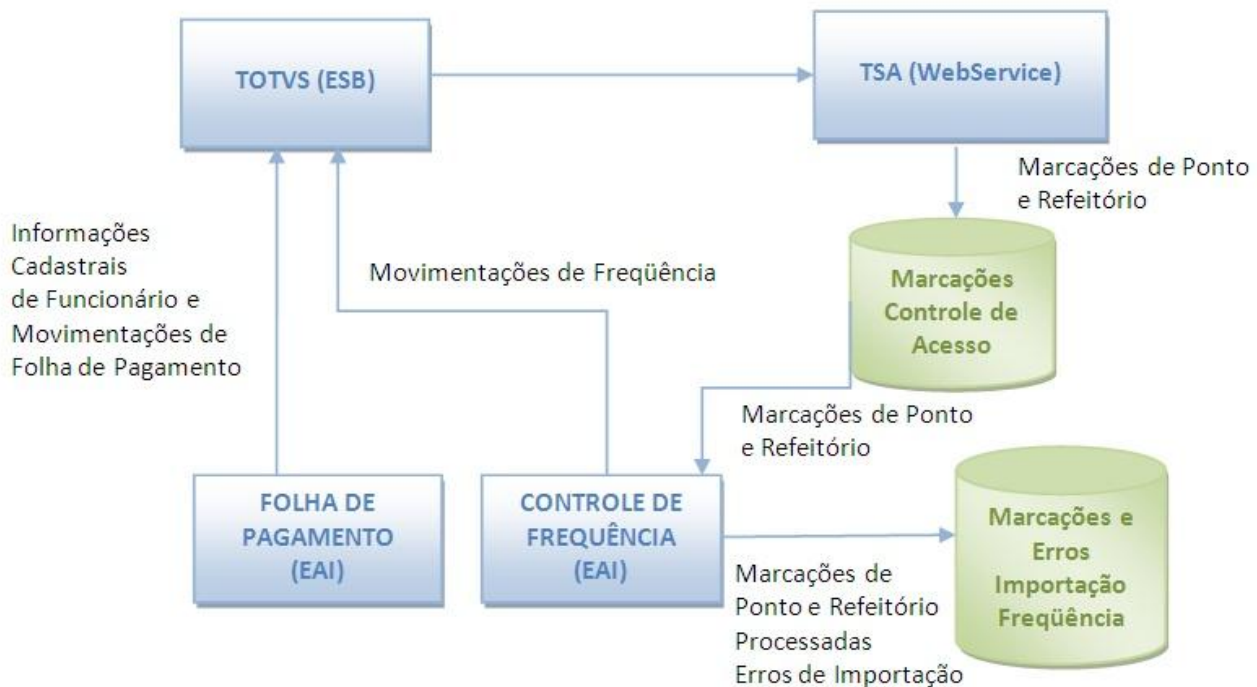 TOTVS (ESB)
TSA (WebService)
Marcações de Ponto
e Refeitório
Informações
Cadastrais
de Funcionário e
Movimentações de
Folha de Pagamento
Movimentações de Freqüência
Marcações
Controle de
Acesso
Marcações de Ponto
e Refeitório
FOLHA DE
PAGAMENTO
(EAI)
CONTROLE DE
FREQUÊNCIA
(EAI)
Marcações e
Erros
Importação
Freqüência
Marcações de
Ponto e Refeitório
Processadas
Erros de Importação